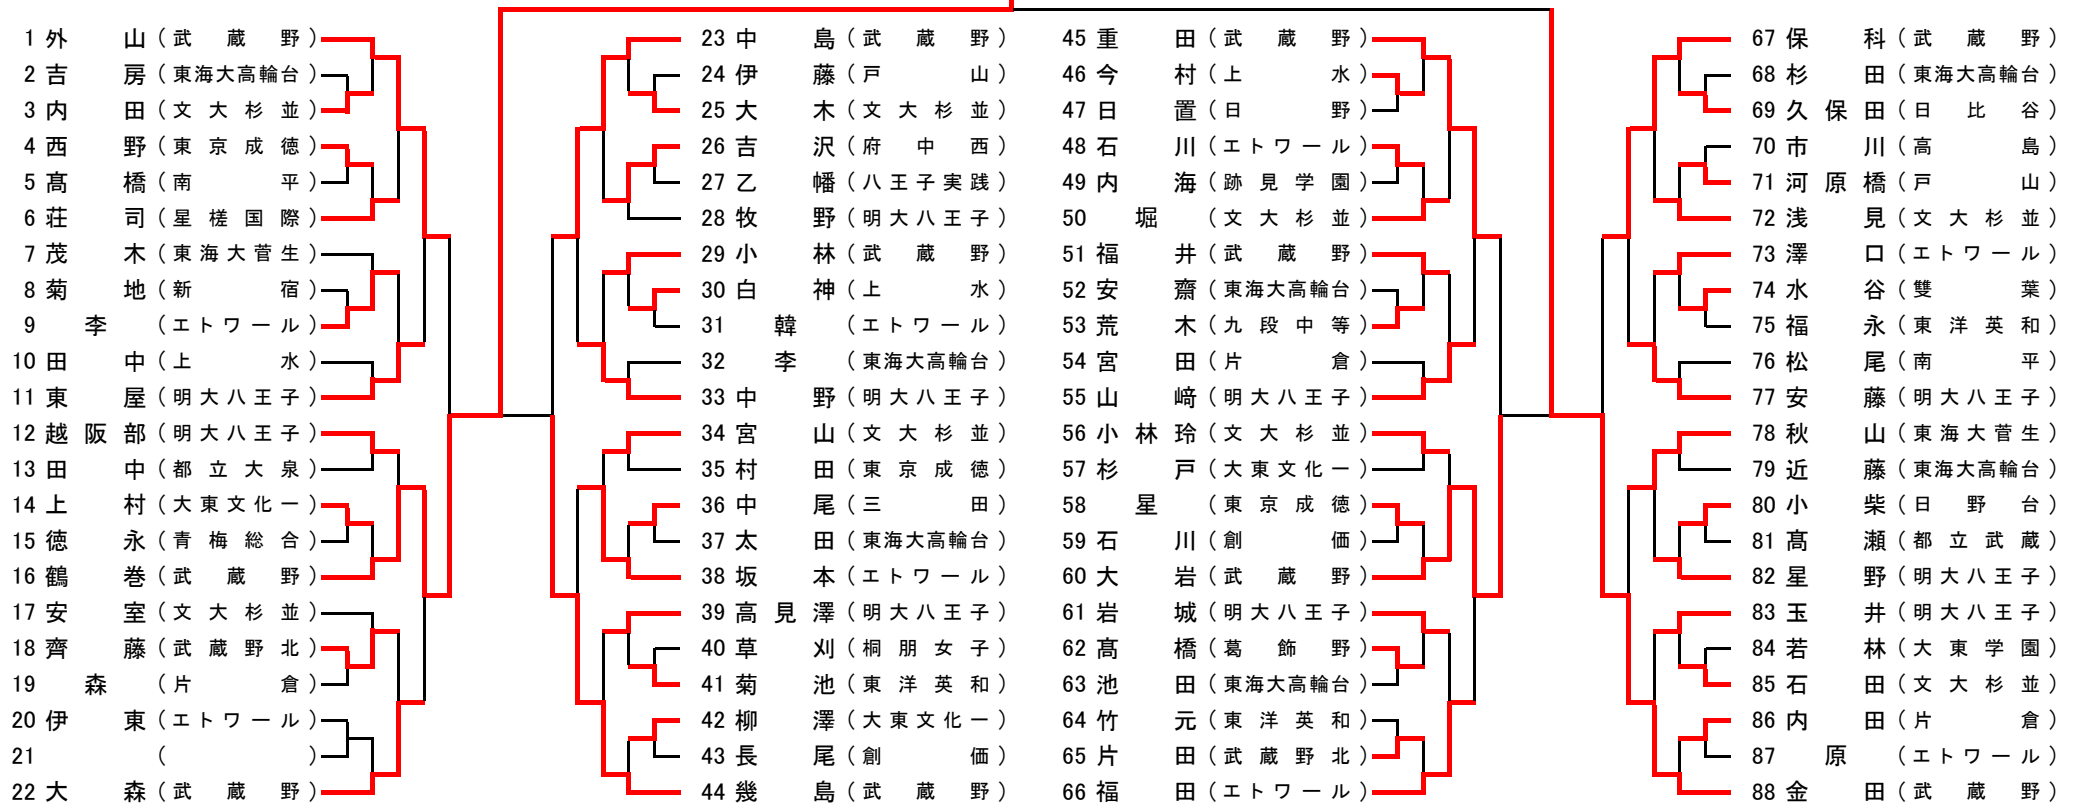 1 外山（武蔵野）
2 吉房（東海大高輪台）
3 内田（文大杉並）
4 西野（東京成徳）
5 髙橋（南平）
6 荘司（星槎国際）
7 茂木（東海大菅生）
8 菊地（新宿）
9 李（エトワール）
10 田中（上水）
11 東屋（明大八王子）
12 越阪部（明大八王子）
13 田中（都立大泉）
14 上村（大東文化一）
15 徳永（青梅総合）
16 鶴巻（武蔵野）
17 安室（文大杉並）
18 齊藤（武蔵野北）
19 森（片倉）
20 伊東（エトワール）
21 （ ）
22 大森（武蔵野）
23 中島（武蔵野）
24 伊藤（戸山）
25 大木（文大杉並）
26 吉沢（府中西）
27 乙幡（八王子実践）
28 牧野（明大八王子）
29 小林（武蔵野）
30 白神（上水）
31 韓（エトワール）
32 李（東海大高輪台）
33 中野（明大八王子）
34 宮山（文大杉並）
35 村田（東京成徳）
36 中尾（三田）
37 太田（東海大高輪台）
38 坂本（エトワール）
39 高見澤（明大八王子）
40 草刈（桐朋女子）
41 菊池（東洋英和）
42 柳澤（大東文化一）
43 長尾（創価）
44 幾島（武蔵野）
45 重田（武蔵野）
46 今村（上水）
47 日置（日野）
48 石川（エトワール）
49 内海（跡見学園）
50 堀（文大杉並）
51 福井（武蔵野）
52 安齋（東海大高輪台）
53 荒木（九段中等）
54 宮田（片倉）
55 山﨑（明大八王子）
56 小林玲（文大杉並）
57 杉戸（大東文化一）
58 星（東京成徳）
59 石川（創価）
60 大岩（武蔵野）
61 岩城（明大八王子）
62 髙橋（葛飾野）
63 池田（東海大高輪台）
64 竹元（東洋英和）
65 片田（武蔵野北）
66 福田（エトワール）
67 保科（武蔵野）
68 杉田（東海大高輪台）
69 久保田（日比谷）
70 市川（高島）
71 河原橋（戸山）
72 浅見（文大杉並）
73 澤口（エトワール）
74 水谷（雙葉）
75 福永（東洋英和）
76 松尾（南平）
77 安藤（明大八王子）
78 秋山（東海大菅生）
79 近藤（東海大高輪台）
80 小柴（日野台）
81 髙瀬（都立武蔵）
82 星野（明大八王子）
83 玉井（明大八王子）
84 若林（大東学園）
85 石田（文大杉並）
86 内田（片倉）
87 原（エトワール）
88 金田（武蔵野）